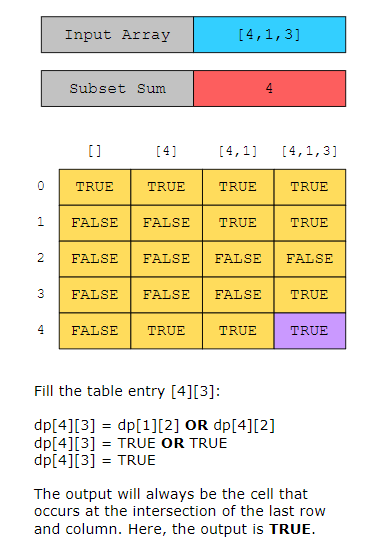 Input Array [4,1,3]
Subset Sum 4
[] [4] [4,1] [4,1,3]
0 TRUE TRUE TRUE TRUE
1 FALSE FALSE TRUE TRUE
2 FALSE FALSE FALSE FALSE
3 FALSE FALSE FALSE TRUE
4 FALSE TRUE TRUE TRUE
Fill the table entry [4][3]:
dp[4][3] = dp[1][2] OR dp[4][2]
dp[4][3] = TRUE OR TRUE
dp[4][3] = TRUE
The output will always be the cell that
occurs at the intersection of the last row
and column. Here, the output is TRUE.